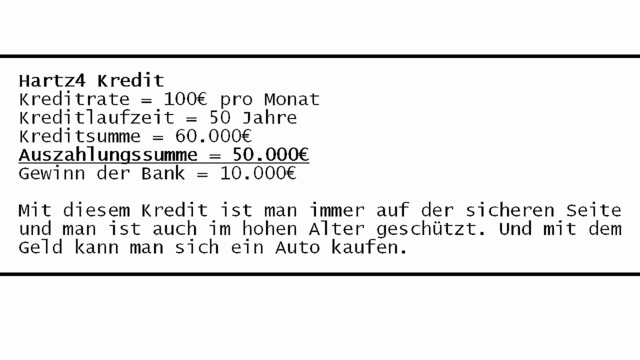 Hartz4 Kredit
Kreditrate = 100€ pro Monat
Kreditlaufzeit = 50 Jahre
Kreditsumme = 60.000€
Auszahlungssumme = 50.000€
Gewinn der Bank = 10.000€
Mit diesem Kredit ist man immer auf der sicheren Seite
und man ist auch im hohen Alter geschützt. Und mit dem
Geld kann man sich ein Auto kaufen.